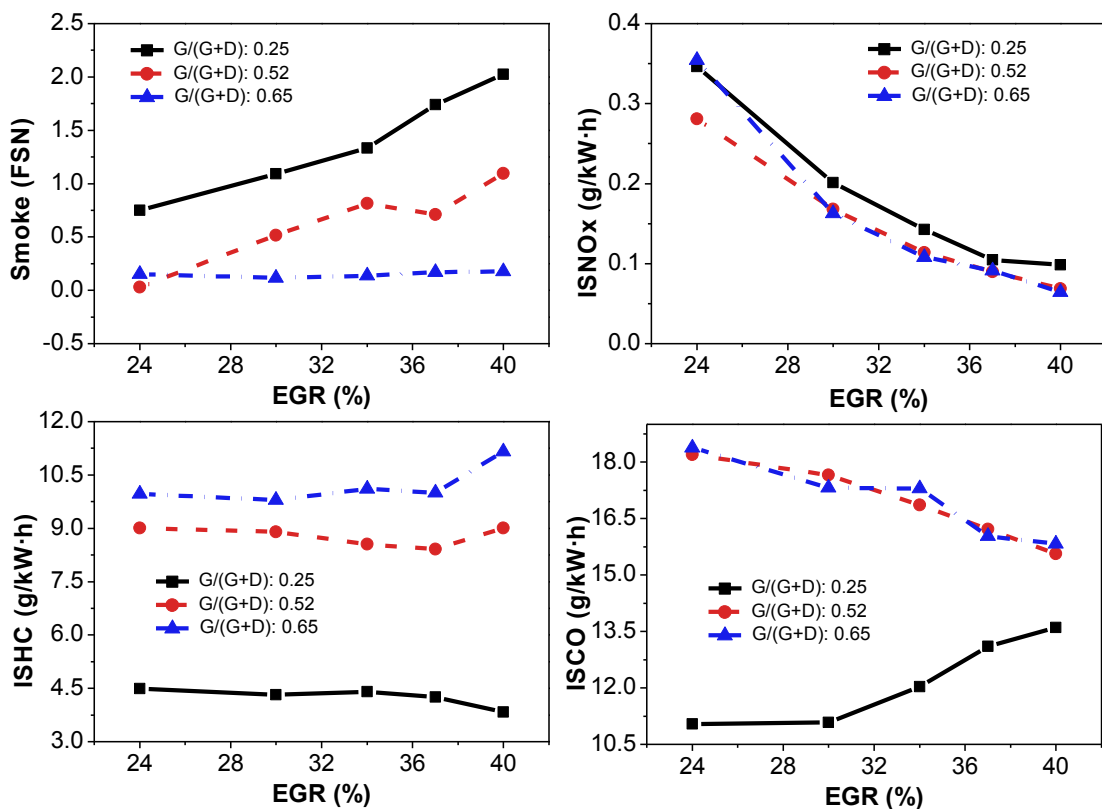 2.5
2.0
1.5
1.0
0.5
0.0
-0.5
Smoke (FSN)
G/(G+D): 0.25
G/(G+D): 0.52
G/(G+D): 0.65
24 28 32 36 40
EGR (%)
0.4
0.3
0.2
0.1
0.0
ISNOx (g/kW·h)
G/(G+D): 0.25
G/(G+D): 0.52
G/(G+D): 0.65
24 28 32 36 40
EGR (%)
12.0
10.5
9.0
7.5
6.0
4.5
3.0
ISHC (g/kW·h)
G/(G+D): 0.25
G/(G+D): 0.52
G/(G+D): 0.65
24 28 32 36 40
EGR (%)
18.0
16.5
15.0
13.5
12.0
10.5
ISCO (g/kW·h)
G/(G+D): 0.25
G/(G+D): 0.52
G/(G+D): 0.65
24 28 32 36 40
EGR (%)